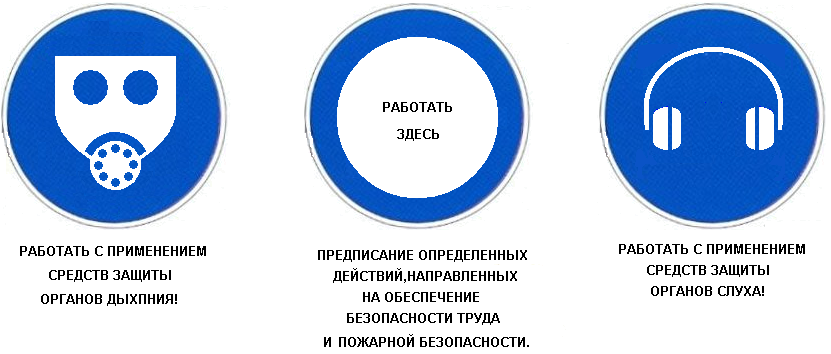 РАБОТАТЬ
ЗДЕСЬ
РАБОТАТЬ С ПРИМЕНЕНИЕМ
СРЕДСТВ ЗАЩИТЫ
ОРГАНОВ ДЫХПНИЯ!
ПРЕДПИСАНИЕ ОПРЕДЕЛЕННЫХ
ДЕЙСТВИЙ,НАПРАВЛЕННЫХ
НА ОБЕСПЕЧЕНИЕ
БЕЗОПАСНОСТИ ТРУДА
И ПОЖАРНОЙ БЕЗОПАСНОСТИ.
РАБОТАТЬ С ПРИМЕНЕНИЕМ
СРЕДСТВ ЗАЩИТЫ
ОРГАНОВ СЛУХА!